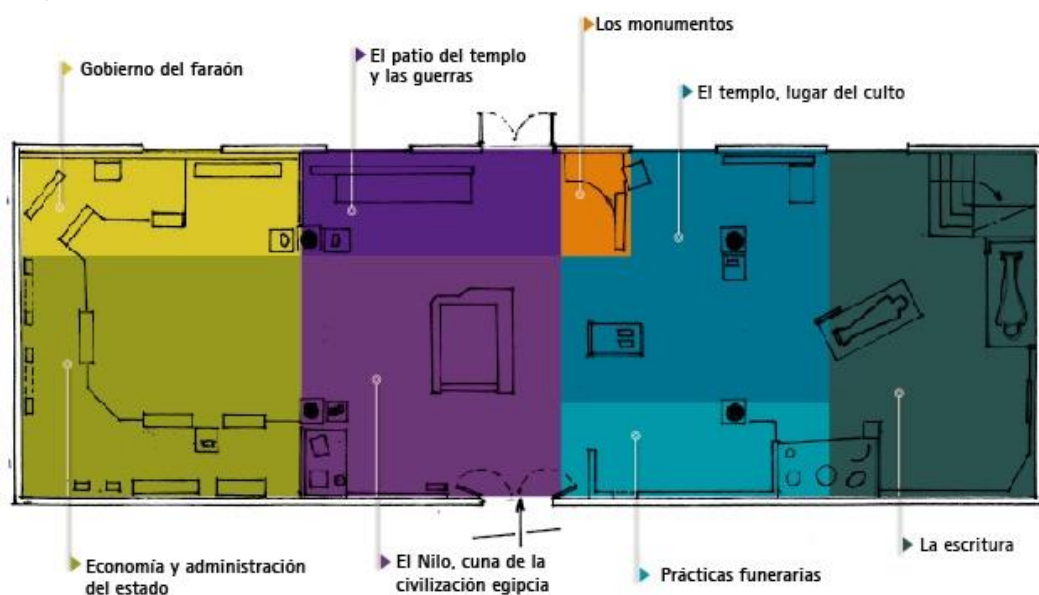 Los monumentos
El patio del templo
y las guerras
Gobierno del faraón
El templo, lugar del culto
Economía y administración
del estado
El Nilo, cuna de la
civilización egipcia
Prácticas funerarias
La escritura